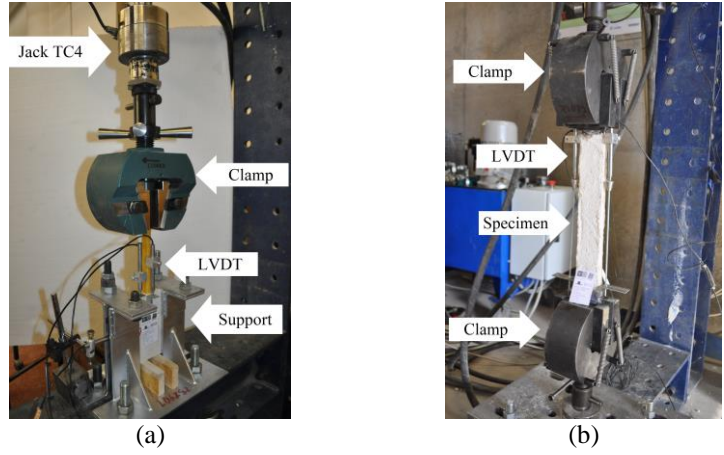 Jack TC4
Clamp
LVDT
Support
(a)
Clamp
LVDT
Specimen
Clamp
(b)